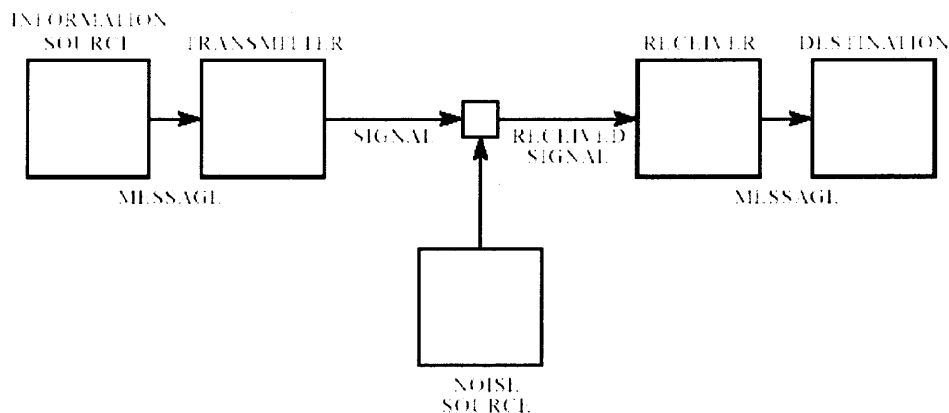 INFORMATION
SOURCE
TRANSMITTER
RECEIVER
DESTINATION
SIGNAL
RECEIVED
SIGNAL
MESSAGE
MESSAGE
NOISE
SOURCE